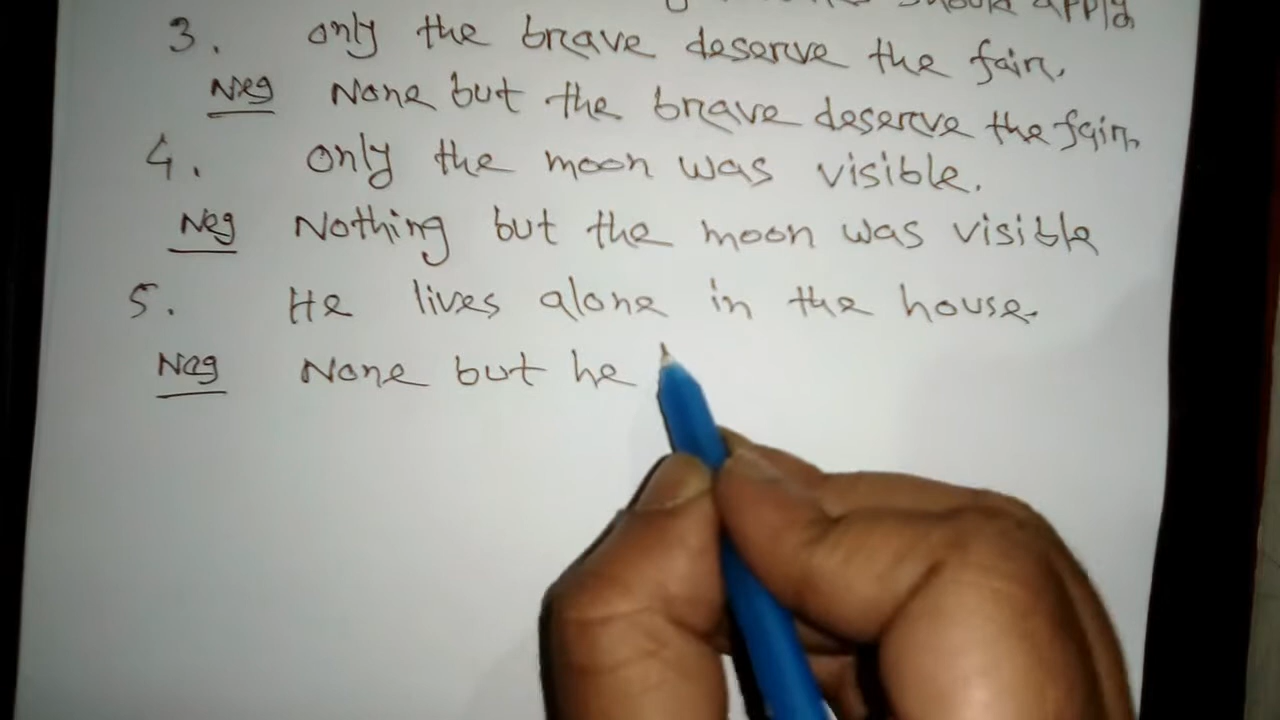 should apply
3. only the brave deserve the fair.
Neg None but the brave deserve the fair.
4. only the moon was visible.
Neg Nothing but the moon was visible
5. He lives alone in the house.
Neg None but he